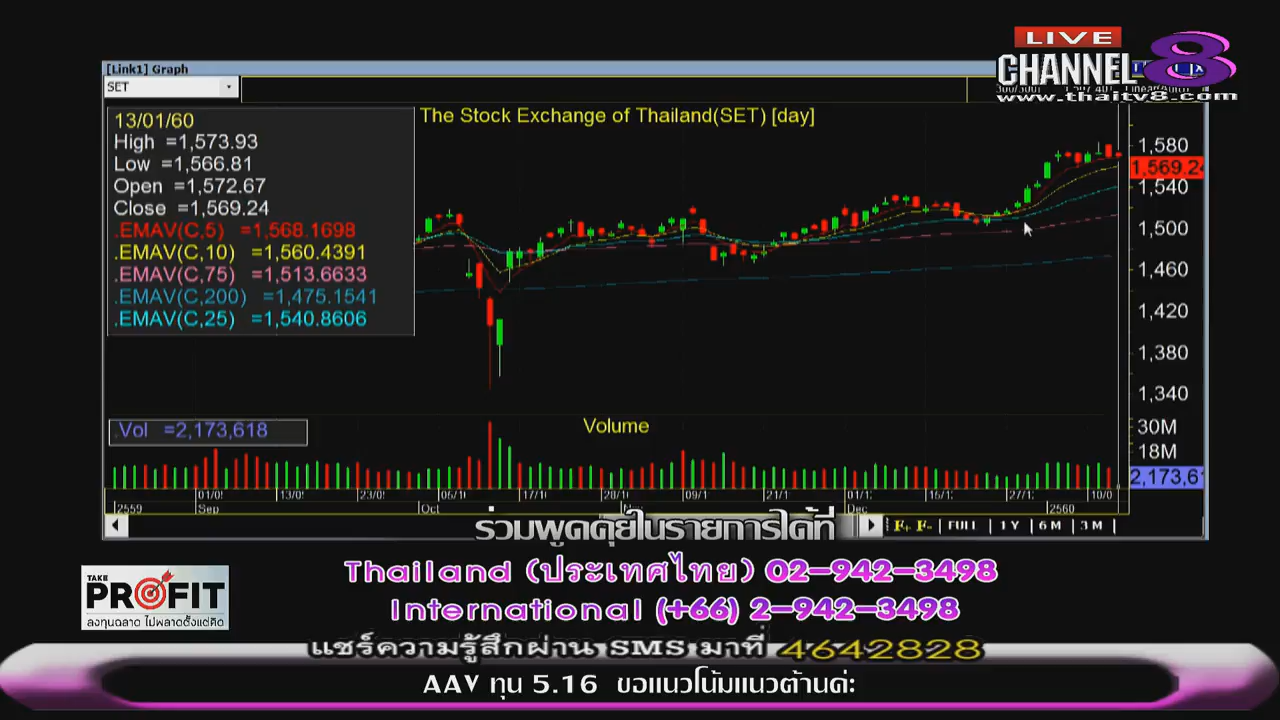 LIVE
CHANNEL 8
www.thaitv8.com
[Link1] Graph
SET
The Stock Exchange of Thailand(SET) [day]
13/01/60
High =1,573.93
Low =1,566.81
Open =1,572.67
Close =1,569.24
.EMAV(C,5) =1,568.1698
.EMAV(C,10) =1,560.4391
.EMAV(C,75) =1,513.6633
.EMAV(C,200) =1,475.1541
.EMAV(C,25) =1,540.8606
1,580
1,569.24
1,540
1,500
1,460
1,420
1,380
1,340
.Vol =2,173,618
Volume
30M
18M
2,173,61
2559 Sep Oct Dec 2560
ร่วมพูดคุยในรายการได้ที่
F+ F- FULL 1 Y 6 M 3 M
Thailand (ประเทศไทย) 02-942-3498
International (+66) 2-942-3498
TAKE
PROFIT
ลงทุนฉลาด ไม่พลาดตั้งแต่คิด
แชร์ความรู้สึกผ่าน SMS มาที่ 4642828
AAV ทุน 5.16 ขอแนวโน้มแนวต้านค่ะ